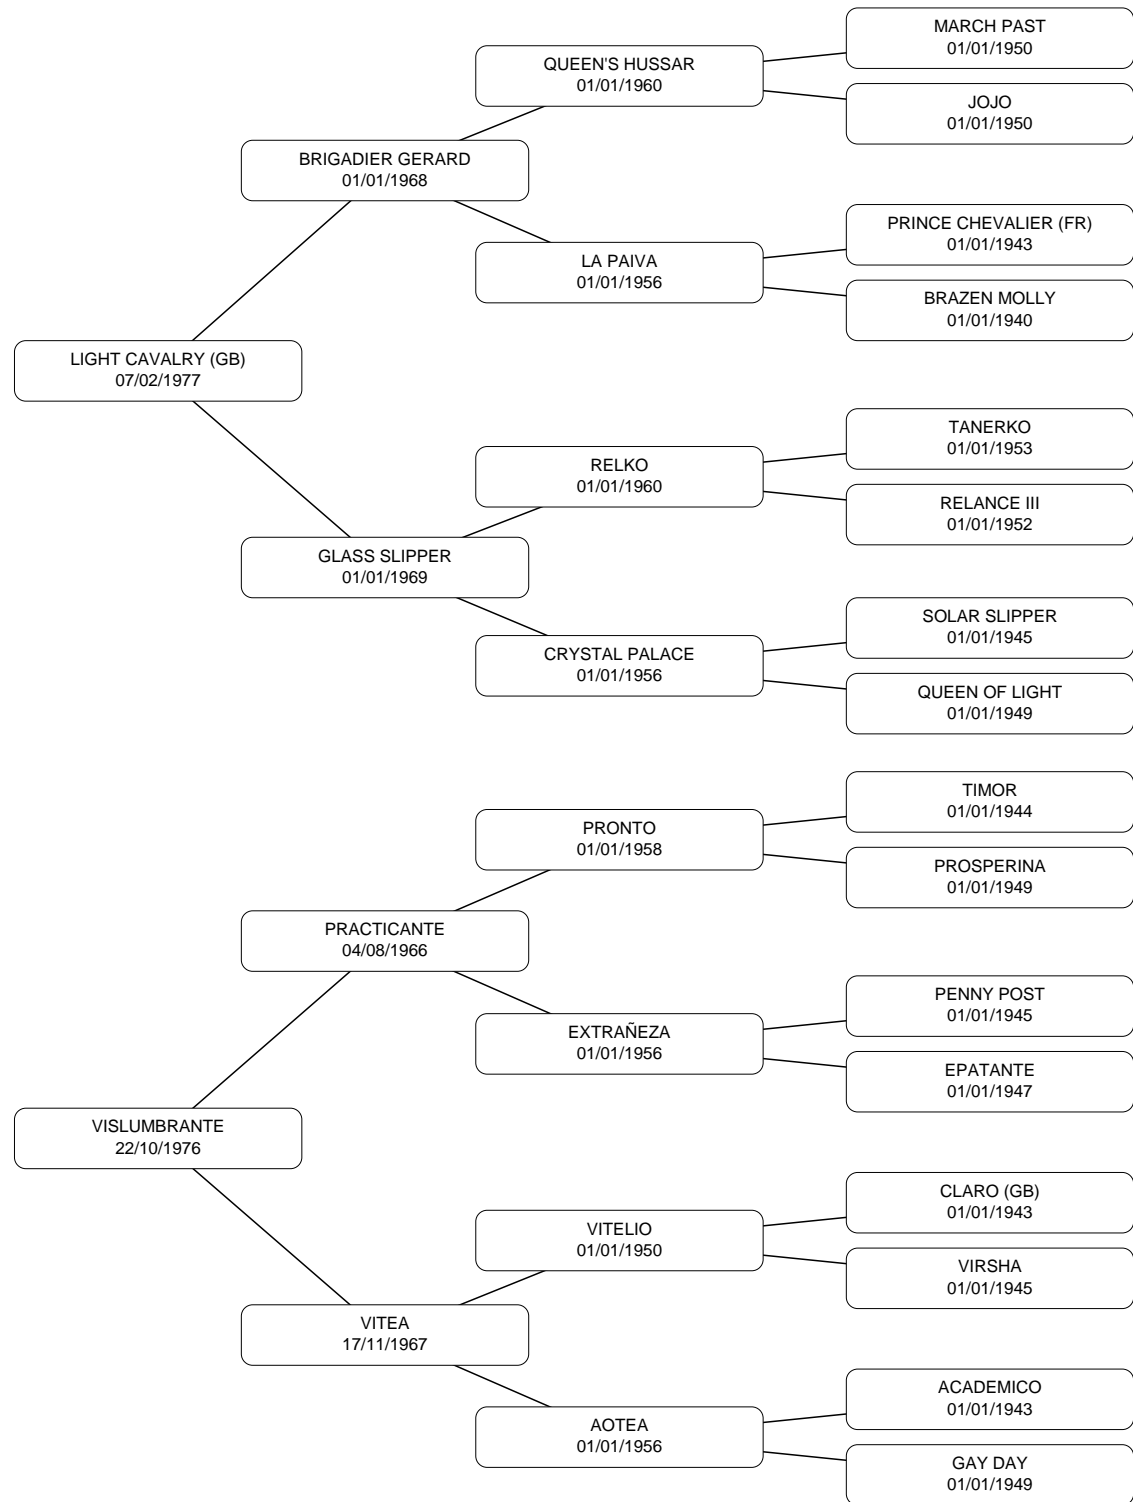 MARCH PAST
01/01/1950
QUEEN'S HUSSAR
01/01/1960
JOJO
01/01/1950
BRIGADIER GERARD
01/01/1968
PRINCE CHEVALIER (FR)
01/01/1943
LA PAIVA
01/01/1956
BRAZEN MOLLY
01/01/1940
LIGHT CAVALRY (GB)
07/02/1977
TANERKO
01/01/1953
RELKO
01/01/1960
RELANCE III
01/01/1952
GLASS SLIPPER
01/01/1969
SOLAR SLIPPER
01/01/1945
CRYSTAL PALACE
01/01/1956
QUEEN OF LIGHT
01/01/1949
TIMOR
01/01/1944
PRONTO
01/01/1958
PROSPERINA
01/01/1949
PRACTICANTE
04/08/1966
PENNY POST
01/01/1945
EXTRAÑEZA
01/01/1956
EPATANTE
01/01/1947
VISLUMBRANTE
22/10/1976
CLARO (GB)
01/01/1943
VITELIO
01/01/1950
VIRSHA
01/01/1945
VITEA
17/11/1967
ACADEMICO
01/01/1943
AOTEA
01/01/1956
GAY DAY
01/01/1949